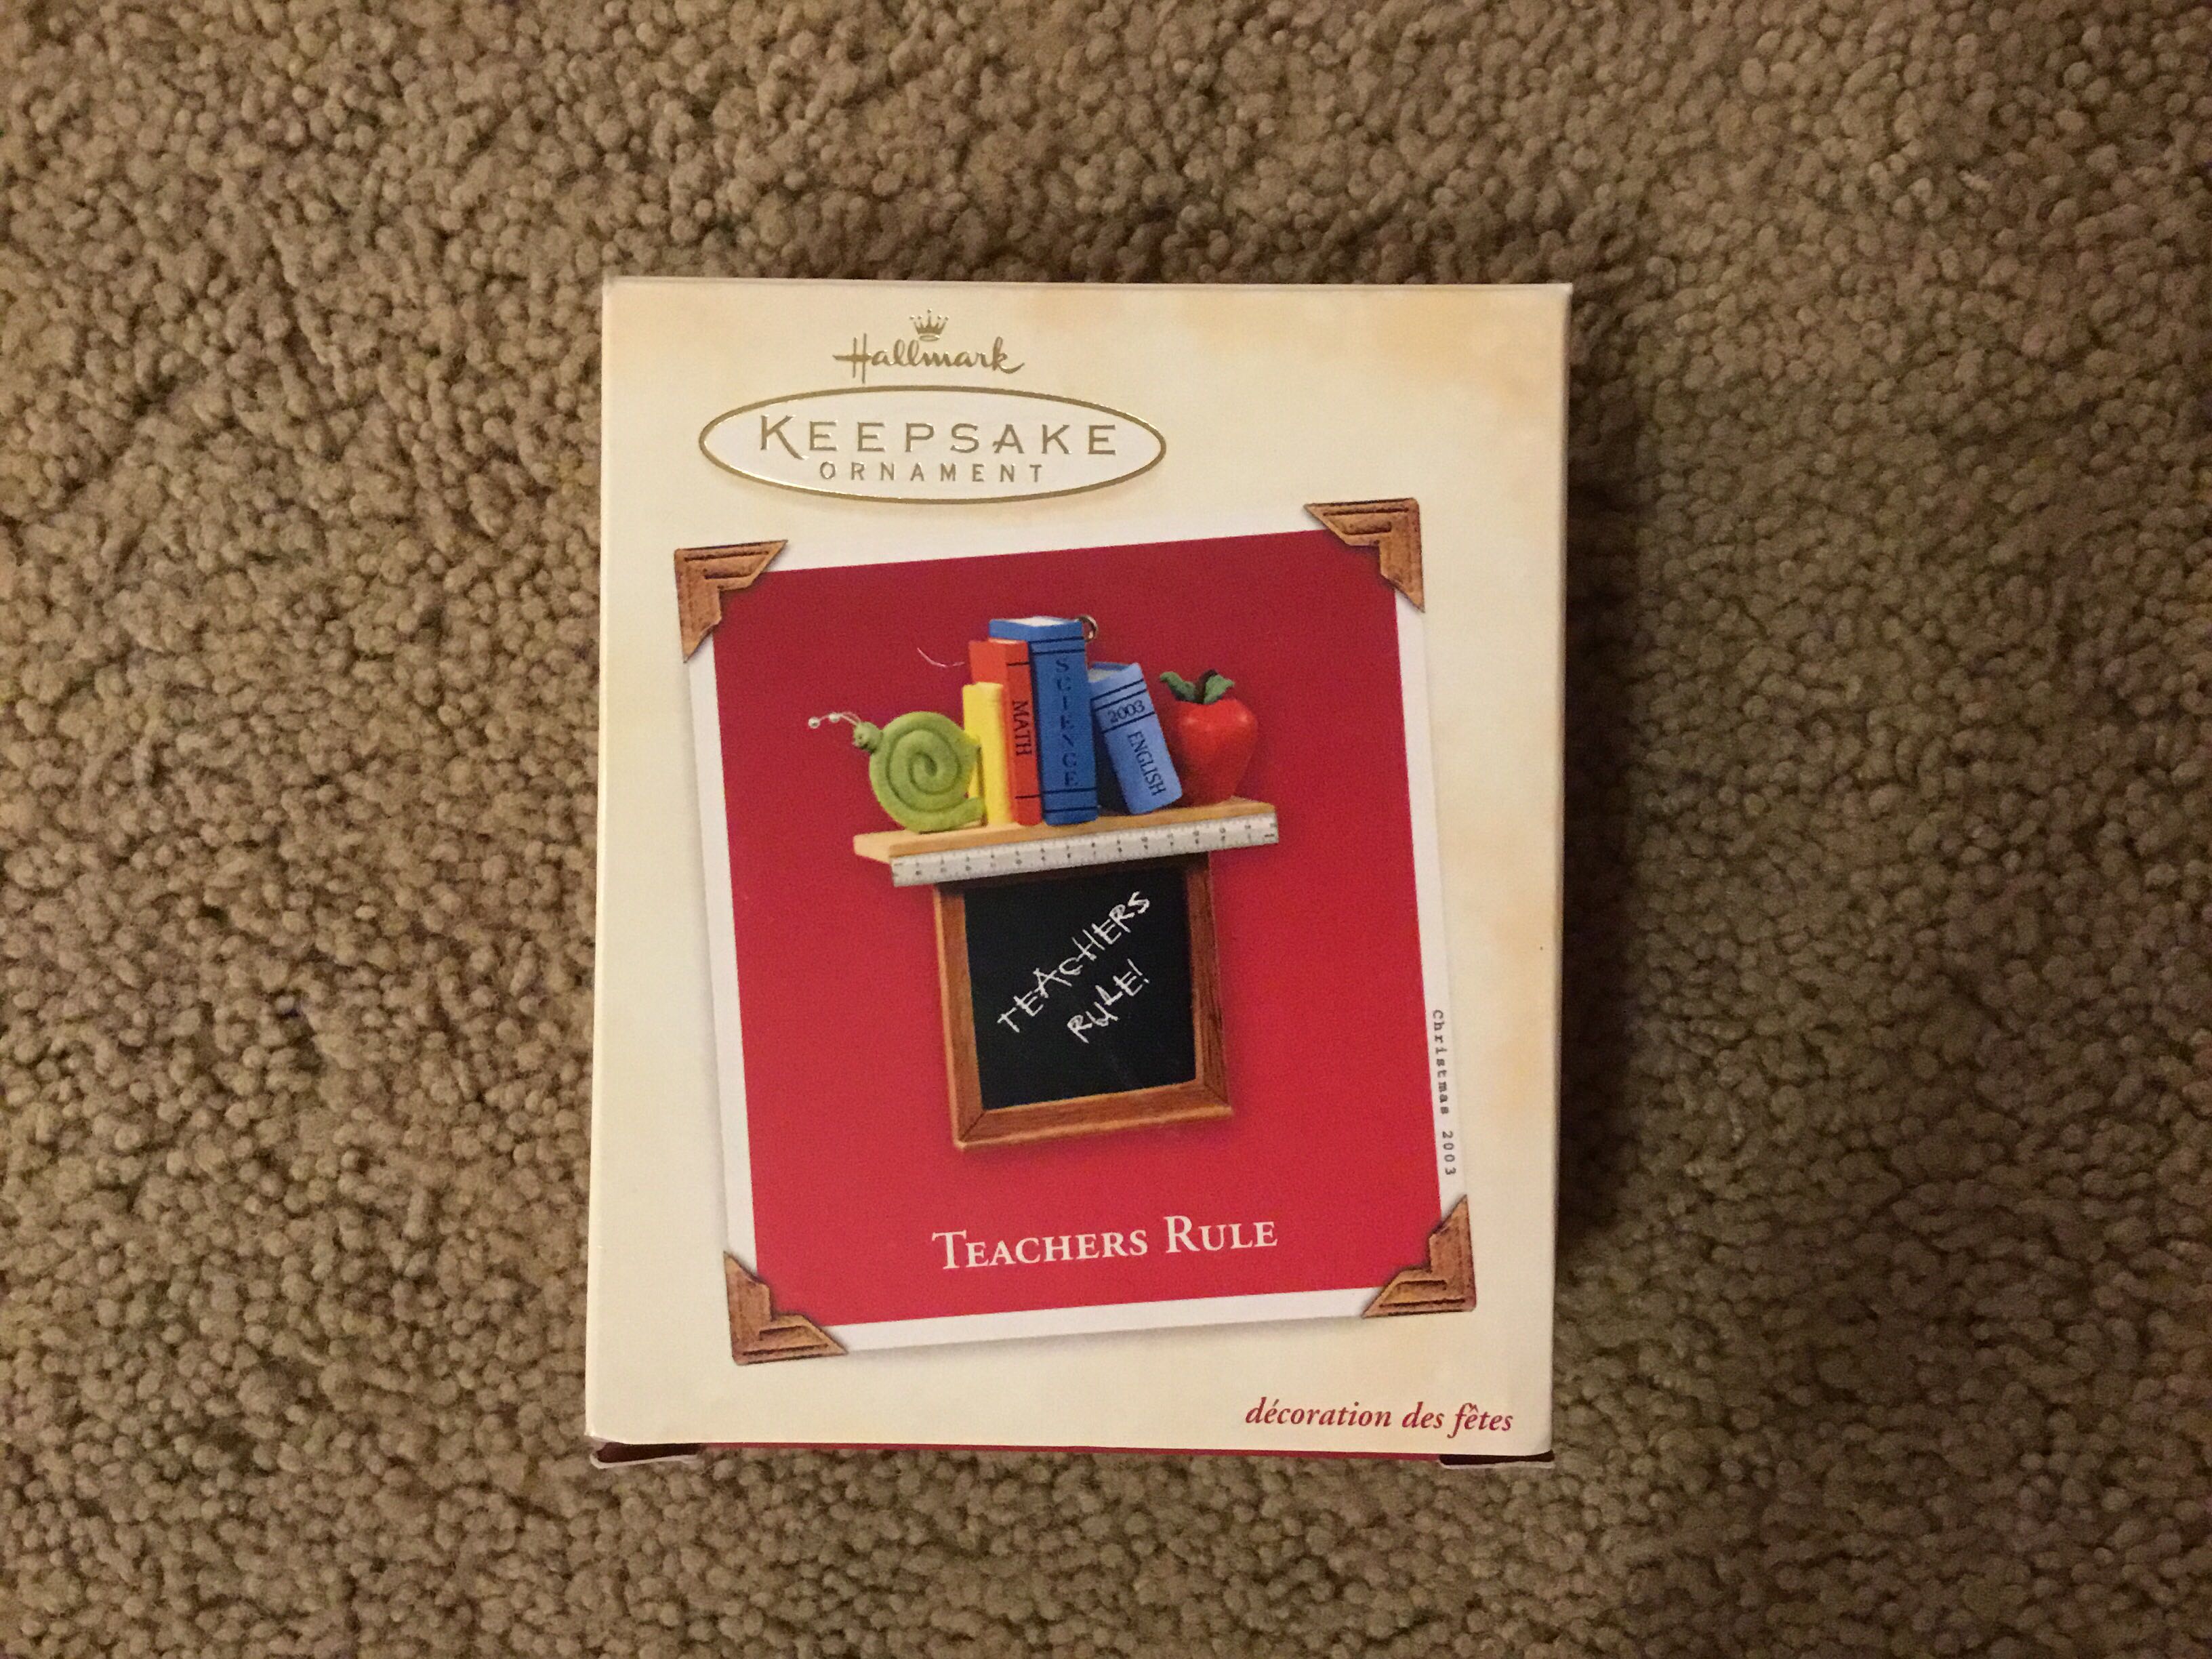 Hallmark
KEEPSAKE
ORNAMENT
MATH
SCIENCE
2003
ENGLISH
TEACHERS
RULE!
Christmas 2003
TEACHERS RULE
décoration des fêtes